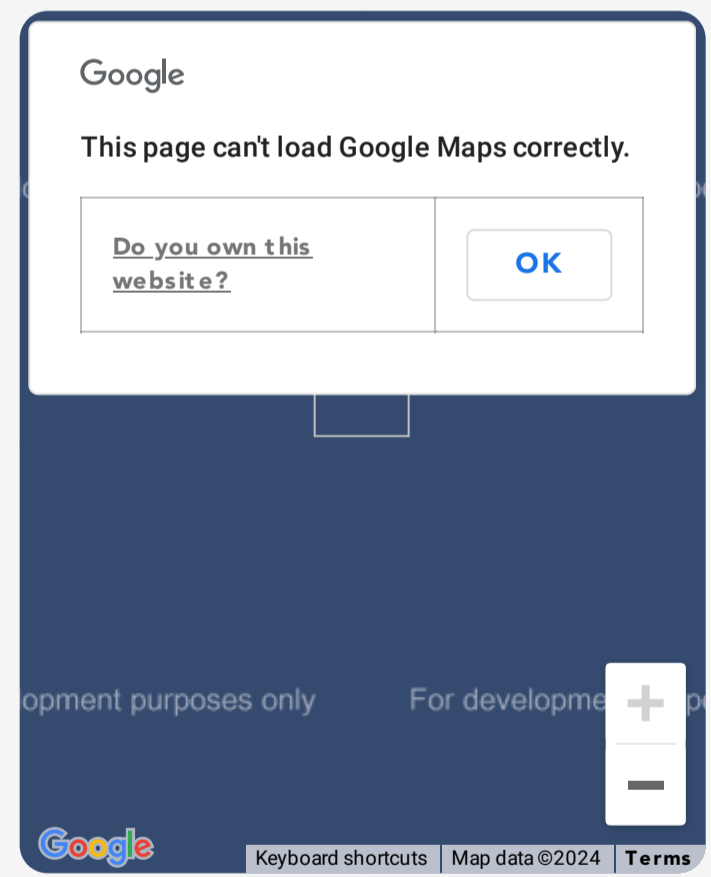 Google
This page can't load Google Maps correctly.
Do you own this
website?
OK
opment purposes only
For developme
Google
Keyboard shortcuts
Map data ©2024
Terms